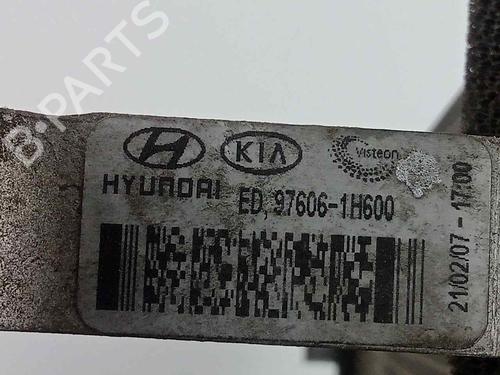 HYUNDAI
KIA
Visteon
ED, 97606-1H600
21/02/07 - 17:00
B-PARTS